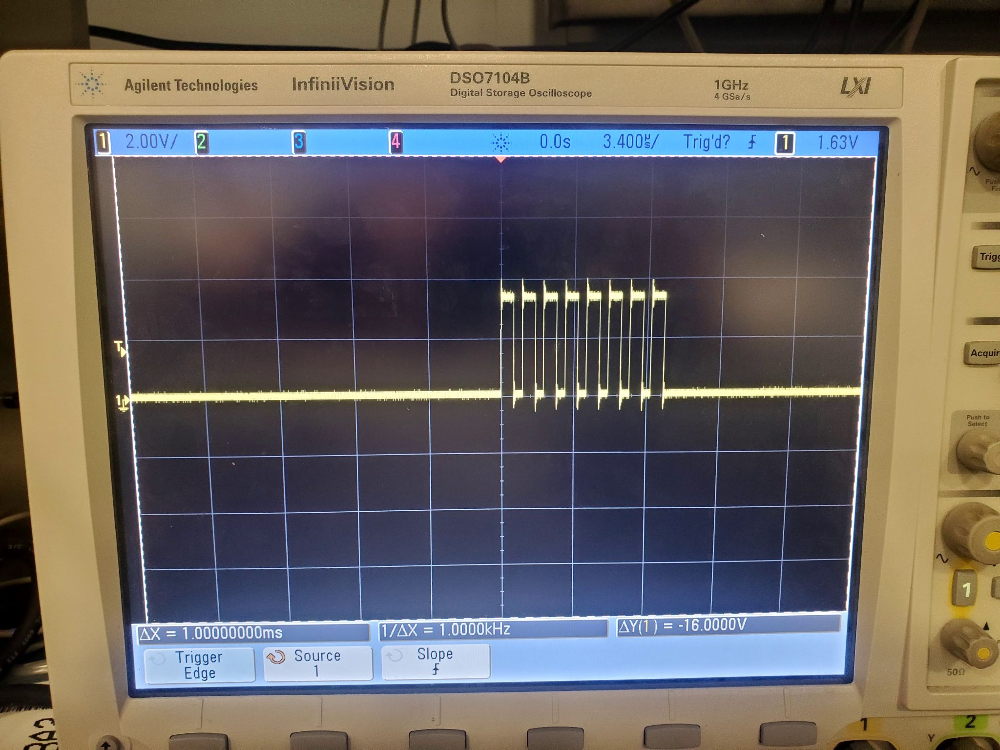 Agilent Technologies InfiniiVision DSO7104B
Digital Storage Oscilloscope
1GHz
4 GSa/s
LXI
1 2.00V/ 2 3 4 0.0s 3.400µs/ Trig'd? 1 1.63V
T
1
ΔX = 1.00000000ms 1/ΔX = 1.0000kHz ΔY(1) = -16.0000V
Trigger
Edge
Source
1
Slope
Push
Trigg
Acquir
Push to
Select
1
50Ω
1 2
Y